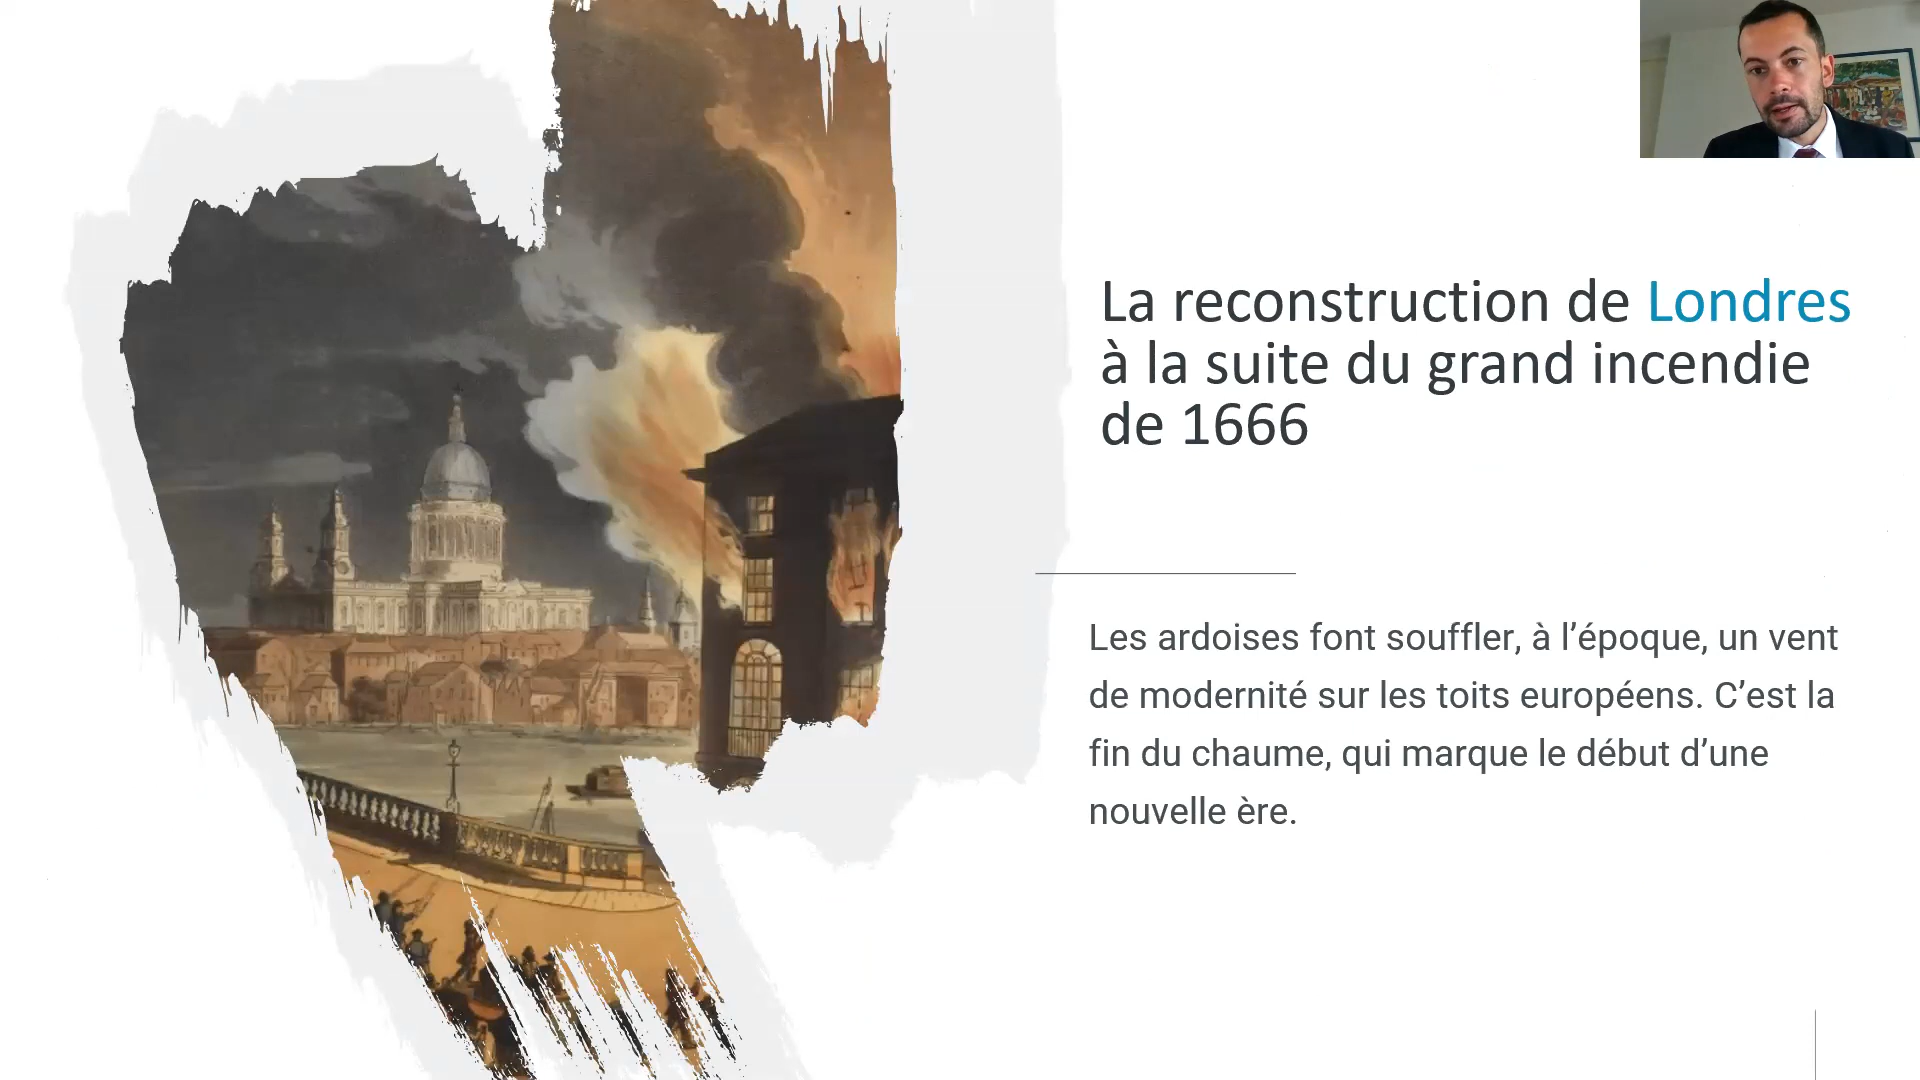 La reconstruction de Londres
à la suite du grand incendie
de 1666
Les ardoises font souffler, à l’époque, un vent
de modernité sur les toits européens. C’est la
fin du chaume, qui marque le début d’une
nouvelle ère.